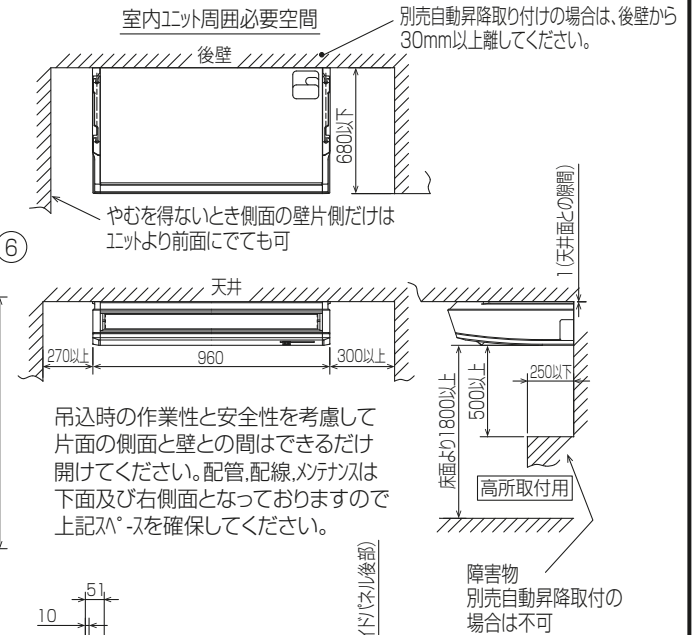 室内ユニット周囲必要空間
別売自動昇降取り付けの場合は、後壁から
30mm以上離してください。
後壁
680以下
やむを得ないとき側面の壁片側だけは
ユニットより前面にでても可
6
1(天井面との隙間)
天井
270以上
960
300以上
床面より1800以上
500以上
250以下
吊込時の作業性と安全性を考慮して
片面の側面と壁との間はできるだけ
開けてください。配管,配線,メンテナンスは
下面及び右側面となっておりますので
上記スペースを確保してください。
高所取付用
障害物
別売自動昇降取付の
場合は不可
51
10
イドパネル後部)